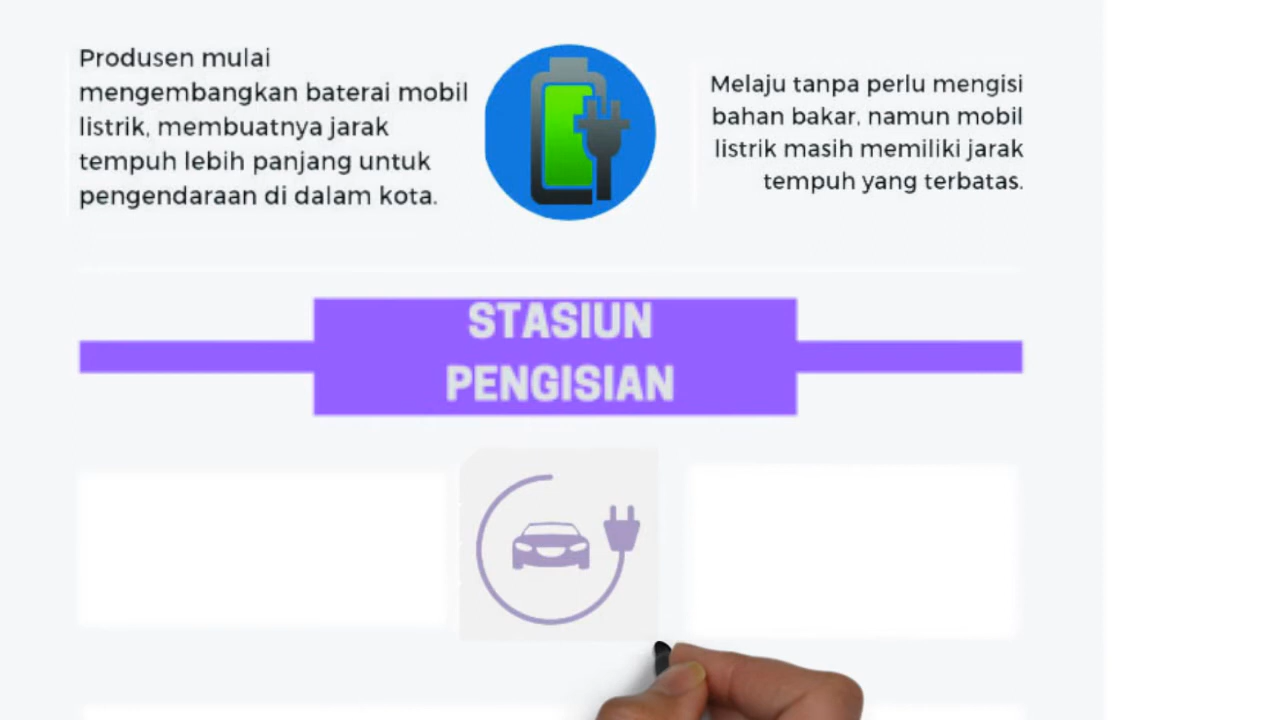 Produsen mulai
mengembangkan baterai mobil
listrik, membuatnya jarak
tempuh lebih panjang untuk
pengendaraan di dalam kota.
Melaju tanpa perlu mengisi
bahan bakar, namun mobil
listrik masih memiliki jarak
tempuh yang terbatas.
STASIUN
PENGISIAN